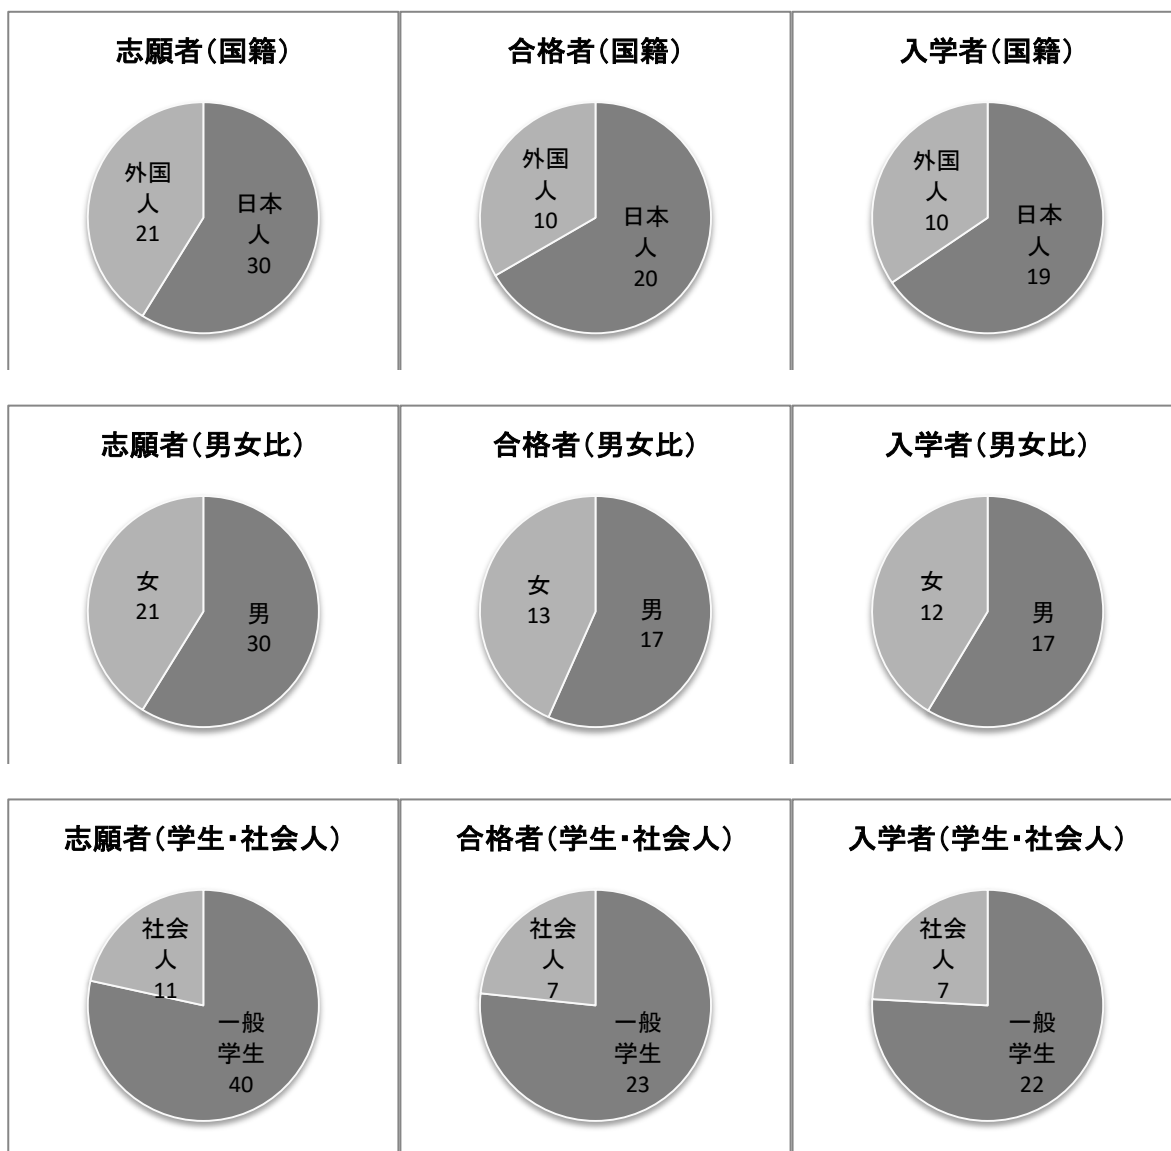 志願者（国籍）
外国
人
21
日本
人
30
合格者（国籍）
外国
人
10
日本
人
20
入学者（国籍）
外国
人
10
日本
人
19
志願者（男女比）
女
21
男
30
合格者（男女比）
女
13
男
17
入学者（男女比）
女
12
男
17
志願者（学生・社会人）
社会
人
11
一般
学生
40
合格者（学生・社会人）
社会
人
7
一般
学生
23
入学者（学生・社会人）
社会
人
7
一般
学生
22